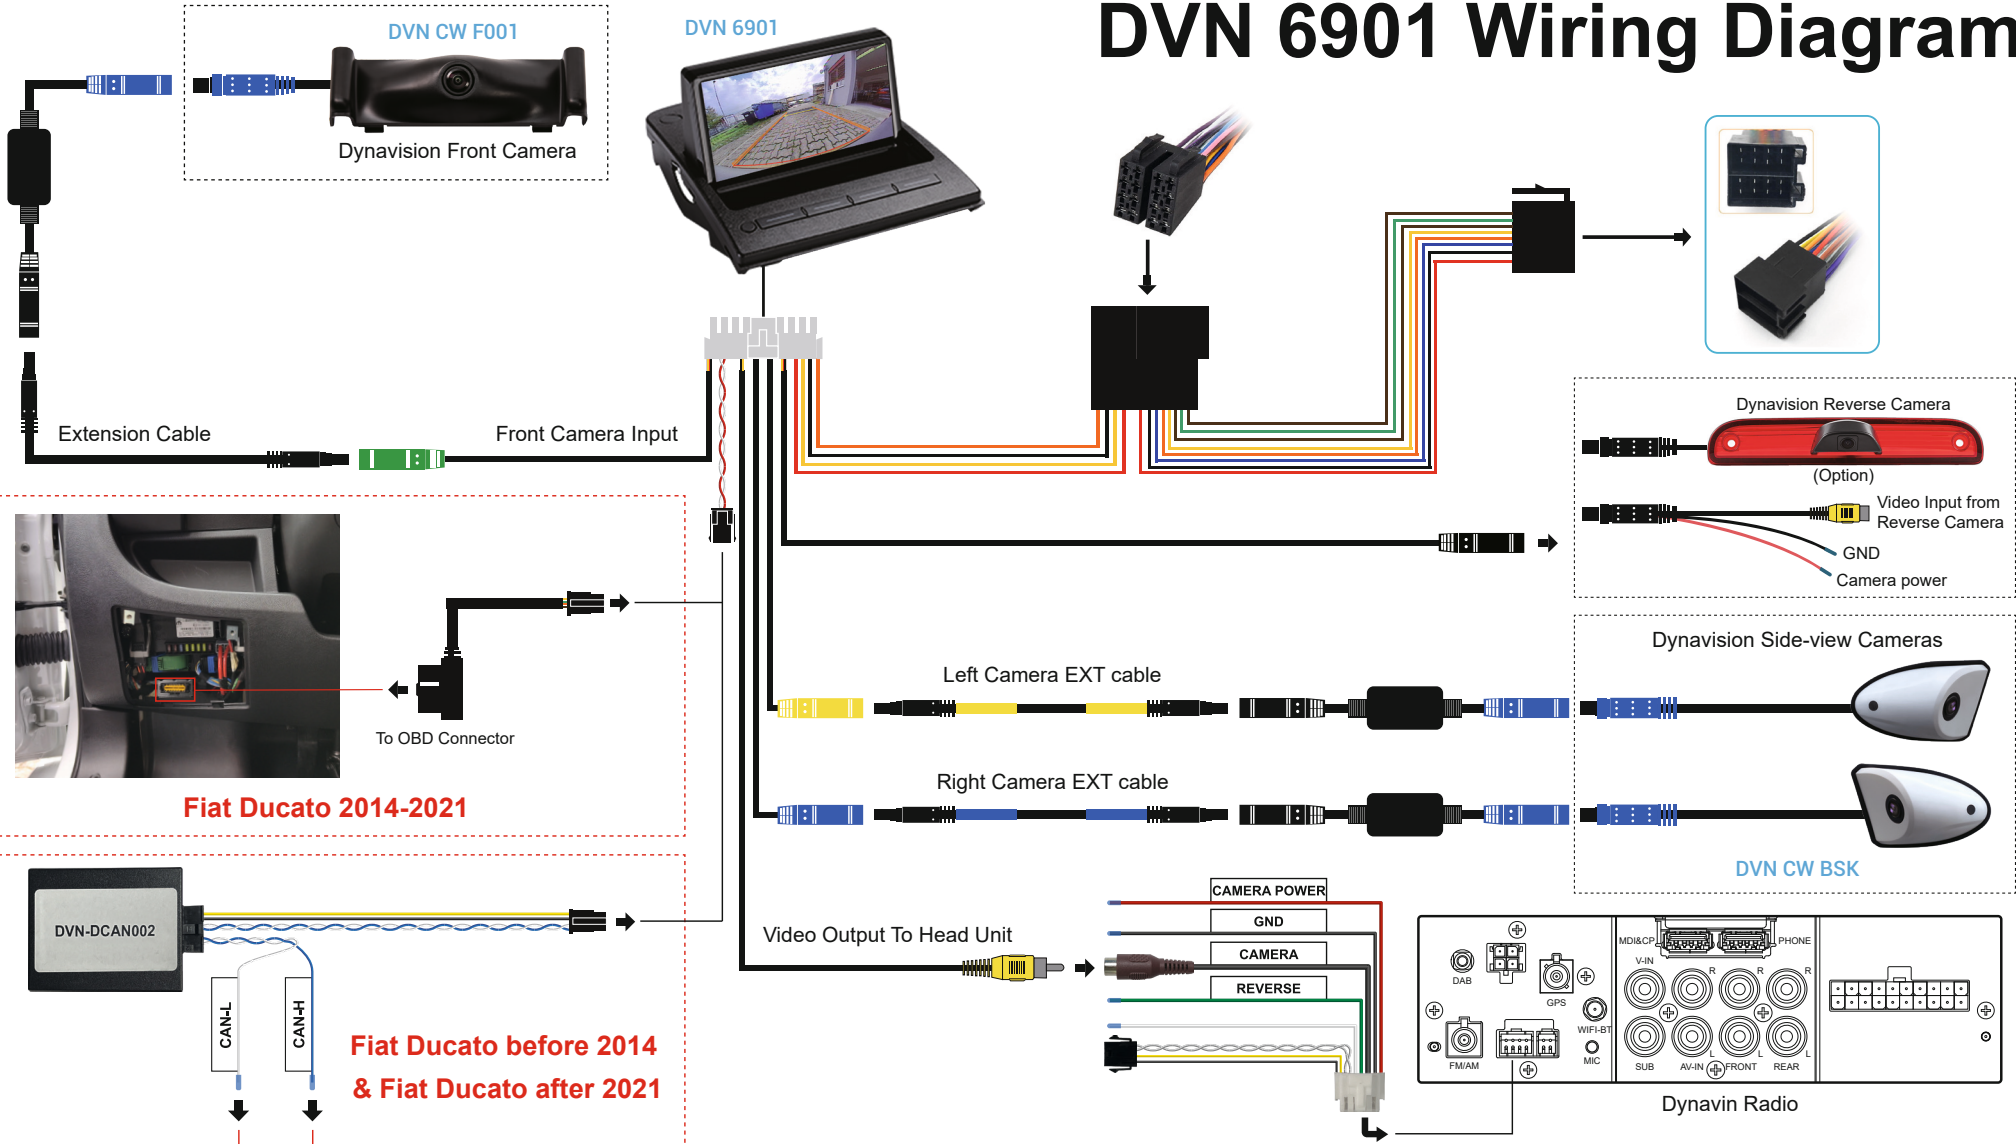 DVN 6901 Wiring Diagram
DVN CW F001
Dynavision Front Camera
DVN 6901
Extension Cable
Front Camera Input
Dynavision Reverse Camera
(Option)
Video Input from
Reverse Camera
GND
Camera power
To OBD Connector
Fiat Ducato 2014-2021
Left Camera EXT cable
Right Camera EXT cable
Dynavision Side-view Cameras
DVN CW BSK
DVN-DCAN002
CAN-L
CAN-H
Fiat Ducato before 2014
& Fiat Ducato after 2021
Video Output To Head Unit
CAMERA POWER
GND
CAMERA
REVERSE
MDI&CP
PHONE
V-IN
R
R
R
DAB
GPS
WIFI-BT
MIC
FM/AM
L
L
L
SUB
AV-IN
FRONT
REAR
Dynavin Radio